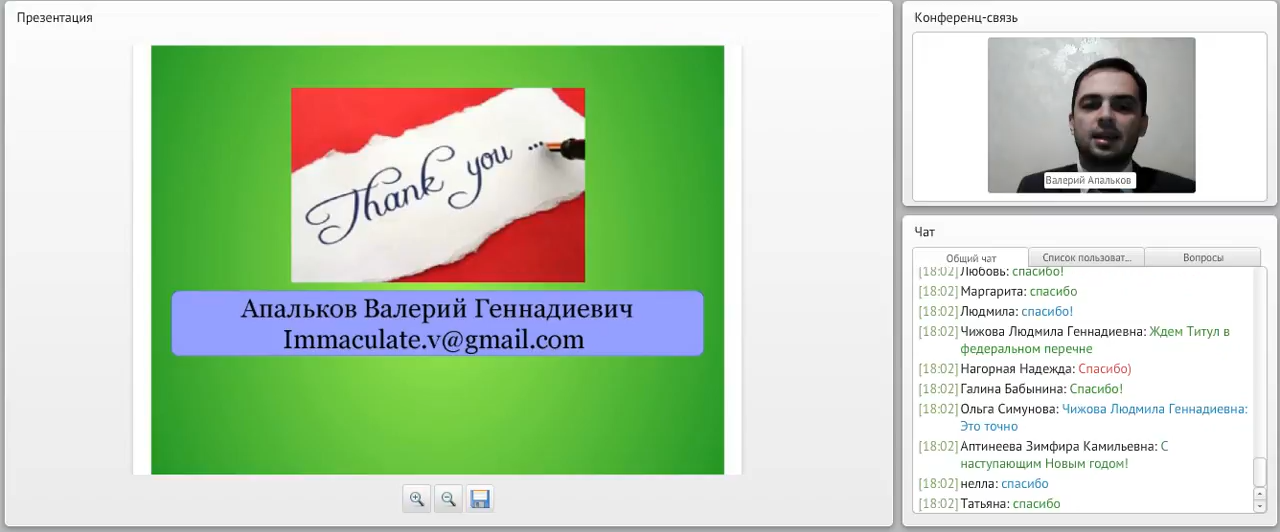 Презентация
Thank you ...
Апальков Валерий Геннадиевич
Immaculate.v@gmail.com
Конференц-связь
Валерий Апальков
Чат
Общий чат
Список пользоват...
Вопросы
[18:02] Любовь: спасибо!
[18:02] Маргарита: спасибо
[18:02] Людмила: спасибо!
[18:02] Чижова Людмила Геннадиевна: Ждем Титул в
федеральном перечне
[18:02] Нагорная Надежда: Спасибо)
[18:02] Галина Бабынина: Спасибо!
[18:02] Ольга Симунова: Чижова Людмила Геннадиевна:
Это точно
[18:02] Аптинеева Зимфира Камильевна: С
наступающим Новым годом!
[18:02] нелла: спасибо
[18:02] Татьяна: спасибо